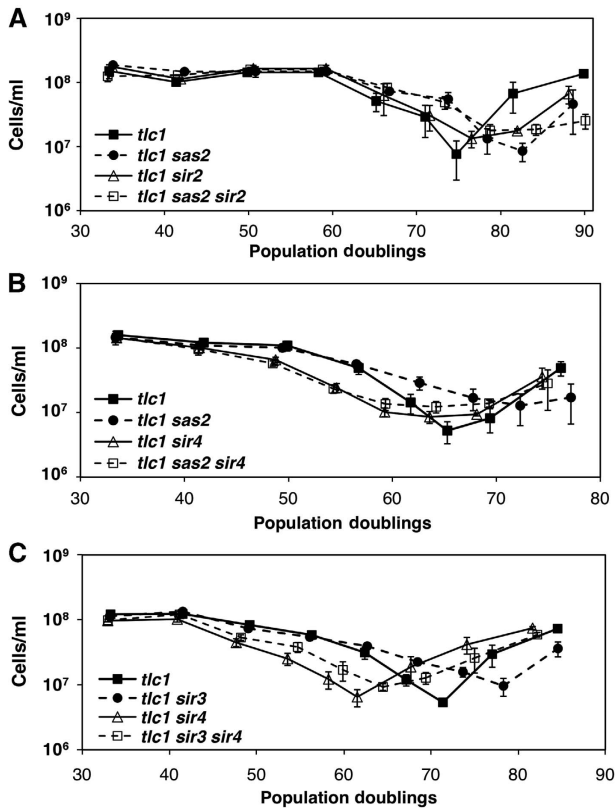 A
10⁹
10⁸
10⁷
10⁶
Cells/ml
tlc1
tlc1 sas2
tlc1 sir2
tlc1 sas2 sir2
30 40 50 60 70 80 90
Population doublings
B
10⁹
10⁸
10⁷
10⁶
Cells/ml
tlc1
tlc1 sas2
tlc1 sir4
tlc1 sas2 sir4
30 40 50 60 70 80
Population doublings
C
10⁹
10⁸
10⁷
10⁶
Cells/ml
tlc1
tlc1 sir3
tlc1 sir4
tlc1 sir3 sir4
30 40 50 60 70 80 90
Population doublings